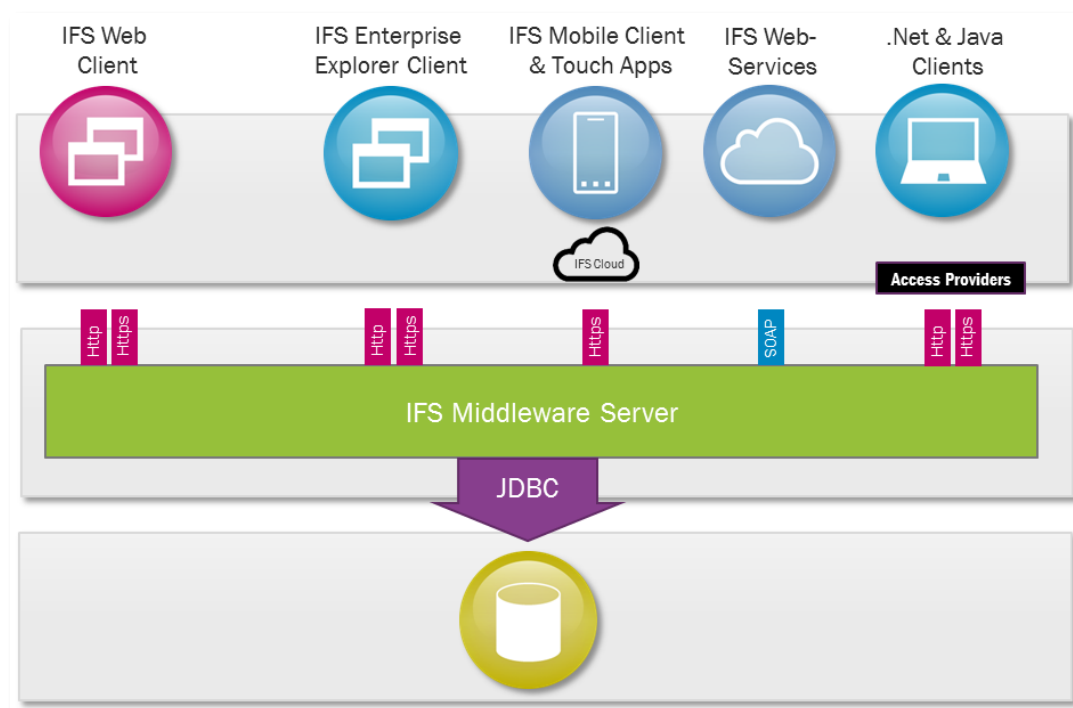 IFS Web
Client
IFS Enterprise
Explorer Client
IFS Mobile Client
& Touch Apps
IFS Web-
Services
.Net & Java
Clients
IFS Cloud
Access Providers
Http
Https
Http
Https
Https
SOAP
Http
Https
IFS Middleware Server
JDBC